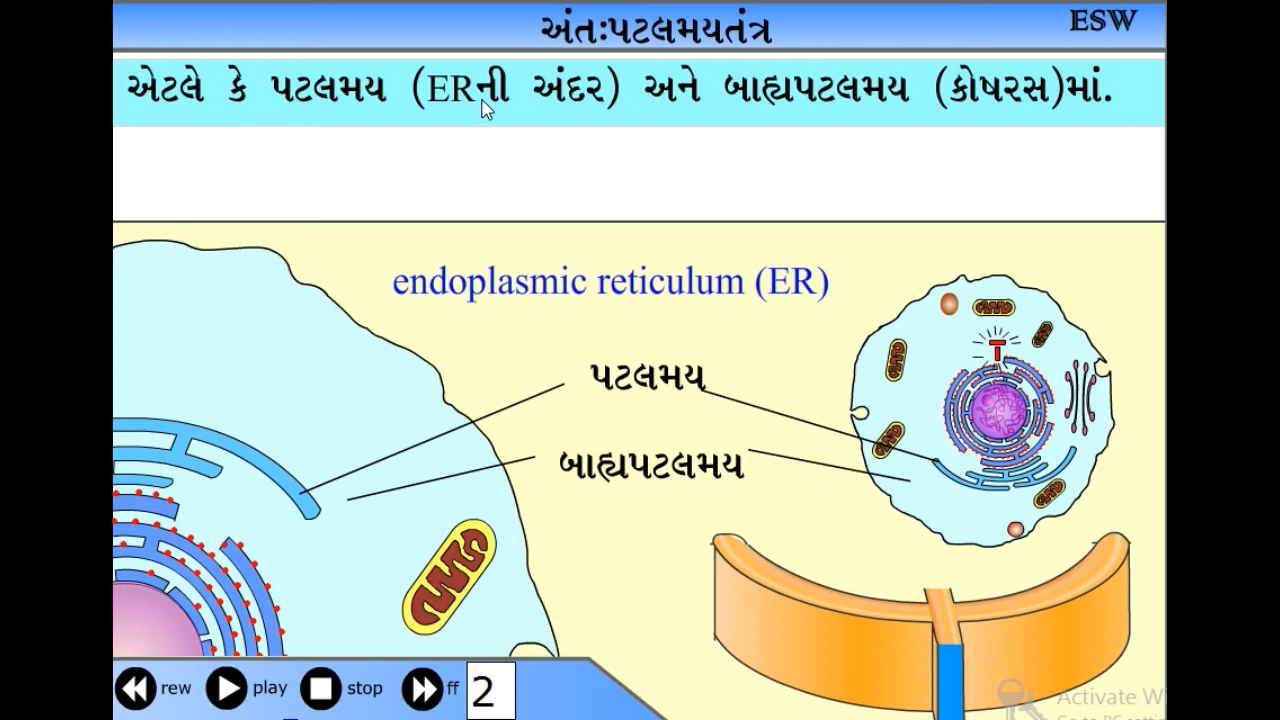 અંતઃપટલમયતંત્ર
ESW
એટલે કે પટલમય (ERની અંદર) અને બાહ્યપટલમય (કોષરસ)માં.
endoplasmic reticulum (ER)
પટલમય
બાહ્યપટલમય
rew play stop ff 2
Activate W